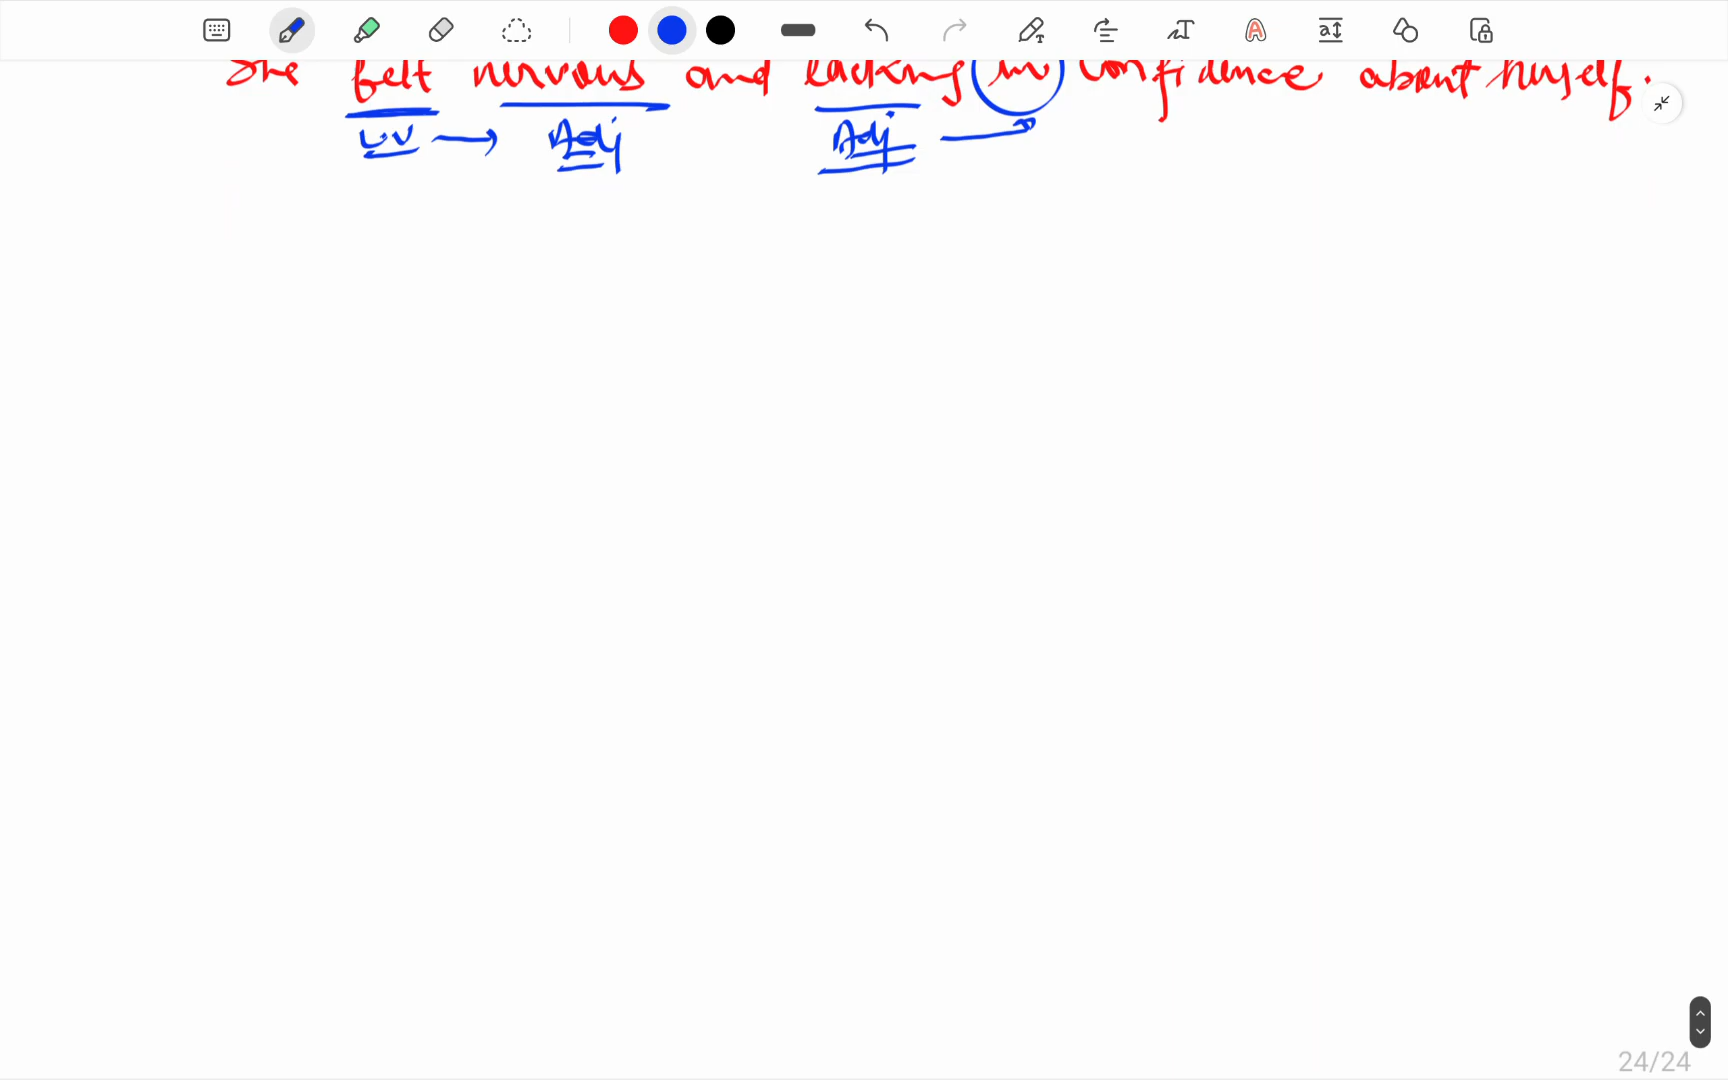 She felt nervous and lacking in confidence about herself.
LV → Adj Adj →
24/24